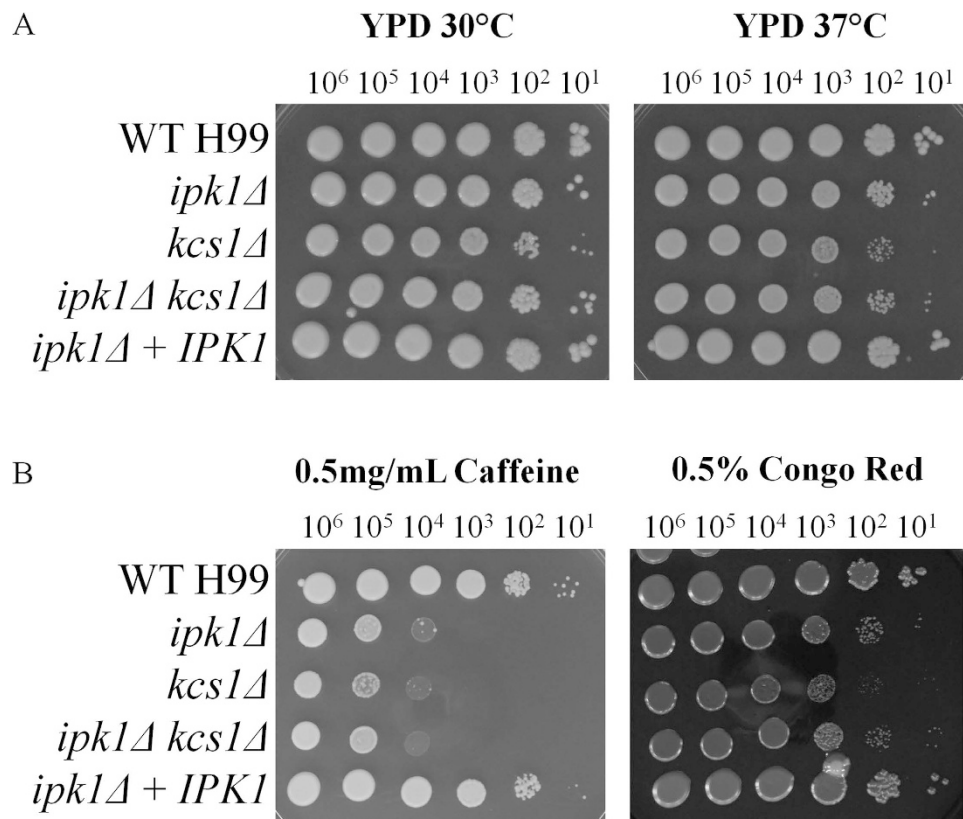 A
YPD 30°C YPD 37°C
10⁶ 10⁵ 10⁴ 10³ 10² 10¹ 10⁶ 10⁵ 10⁴ 10³ 10² 10¹
WT H99
ipk1Δ
kcs1Δ
ipk1Δ kcs1Δ
ipk1Δ + IPK1
B
0.5mg/mL Caffeine 0.5% Congo Red
10⁶ 10⁵ 10⁴ 10³ 10² 10¹ 10⁶ 10⁵ 10⁴ 10³ 10² 10¹
WT H99
ipk1Δ
kcs1Δ
ipk1Δ kcs1Δ
ipk1Δ + IPK1